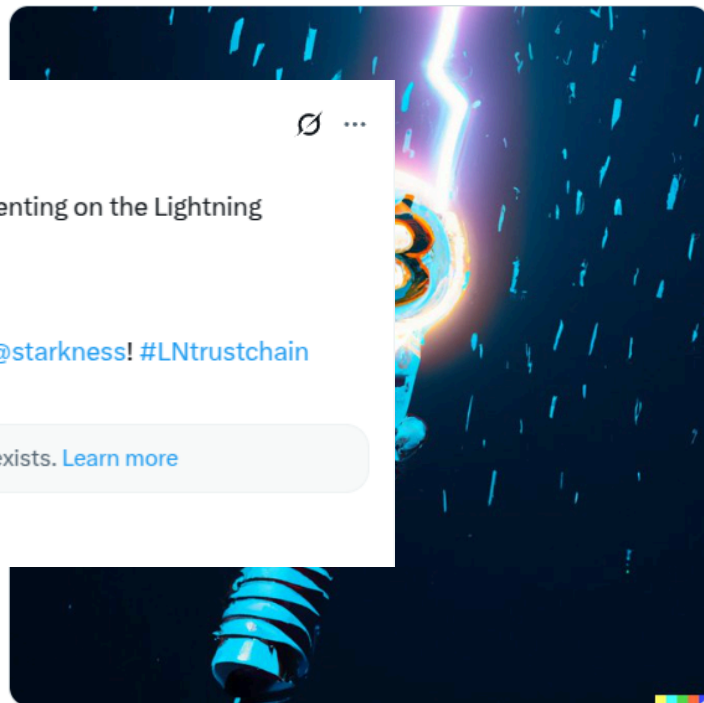 enting on the Lightning
@starkness! #LNtrustchain
exists. Learn more